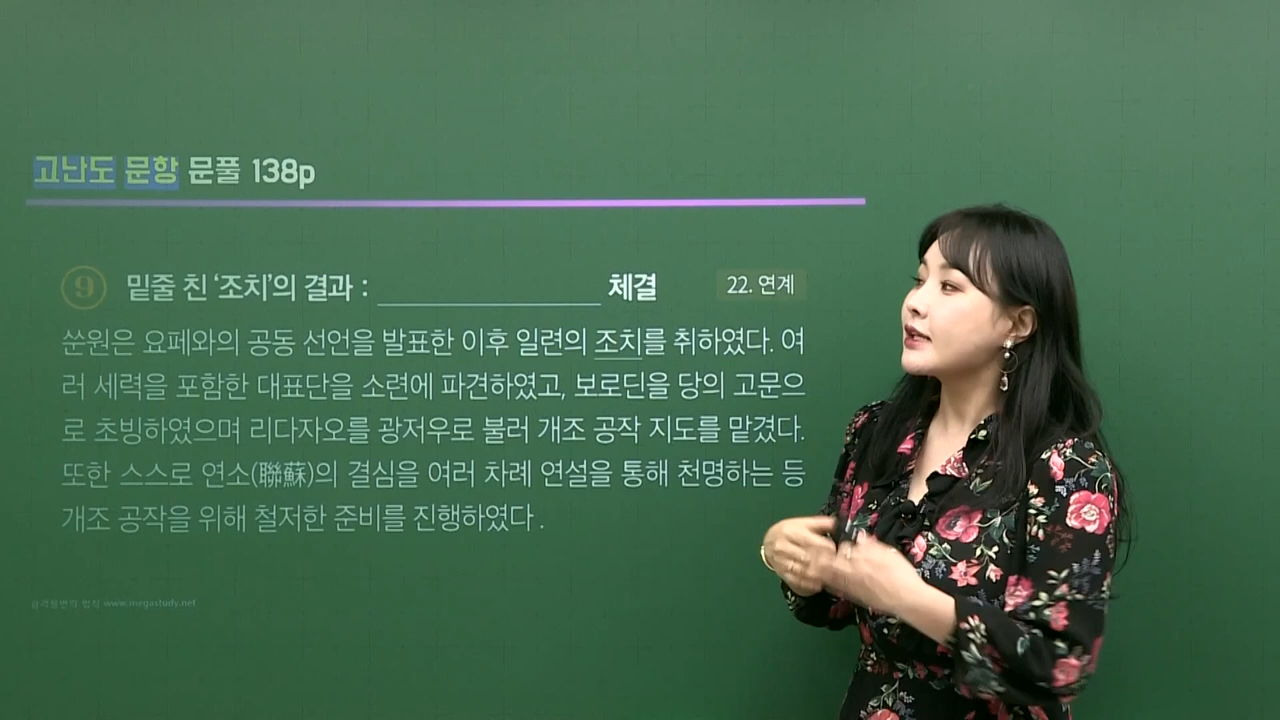 고난도 문항 문풀 138p
9 밑줄 친 ‘조치’의 결과 : 체결 22. 연계
쑨원은 요페와의 공동 선언을 발표한 이후 일련의 조치를 취하였다. 여
러 세력을 포함한 대표단을 소련에 파견하였고, 보로딘을 당의 고문으
로 초빙하였으며 리다자오를 광저우로 불러 개조 공작 지도를 맡겼다.
또한 스스로 연소(聯蘇)의 결심을 여러 차례 연설을 통해 천명하는 등
개조 공작을 위해 철저한 준비를 진행하였다.
www.megastudy.net